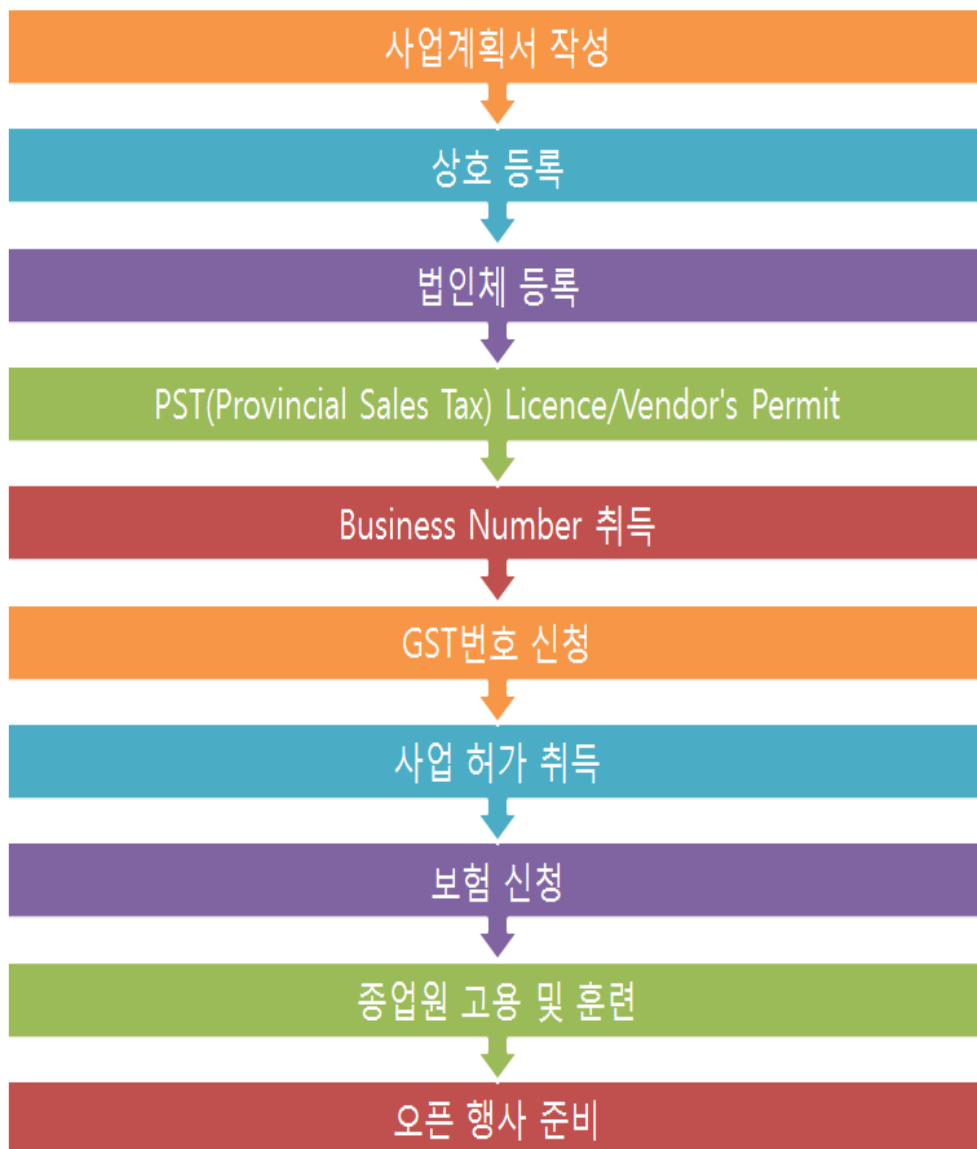 사업계획서 작성
상호 등록
법인체 등록
PST(Provincial Sales Tax) Licence/Vendor's Permit
Business Number 취득
GST번호 신청
사업 허가 취득
보험 신청
종업원 고용 및 훈련
오픈 행사 준비